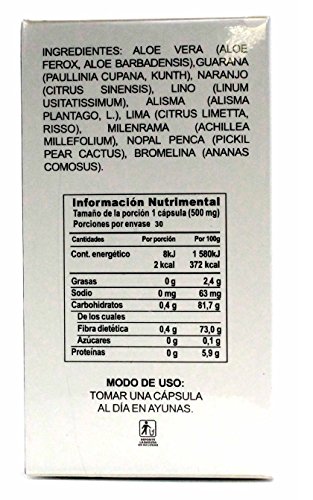 INGREDIENTES: ALOE VERA (ALOE
FEROX, ALOE BARBADENSIS),GUARANA
(PAULLINIA CUPANA, KUNTH), NARANJO
(CITRUS SINENSIS), LINO (LINUM
USITATISSIMUM), ALISMA (ALISMA
PLANTAGO, L.), LIMA (CITRUS LIMETTA,
RISSO), MILENRAMA (ACHILLEA
MILLEFOLIUM), NOPAL PENCA (PICKIL
PEAR CACTUS), BROMELINA (ANANAS
COMOSUS).
Información Nutrimental
Tamaño de la porción 1 cápsula (500 mg)
Porciones por envase 30
Cantidades Por porción Por 100g
Cont. energético 8kJ 1 580kJ
2 kcal 372 kcal
Grasas 0 g 2,4 g
Sodio 0 mg 63 mg
Carbohidratos 0,4 g 81,7 g
De los cuales
Fibra dietética 0,4 g 73,0 g
Azúcares 0 g 0,1 g
Proteínas 0 g 5,9 g
MODO DE USO:
TOMAR UNA CÁPSULA
AL DÍA EN AYUNAS.